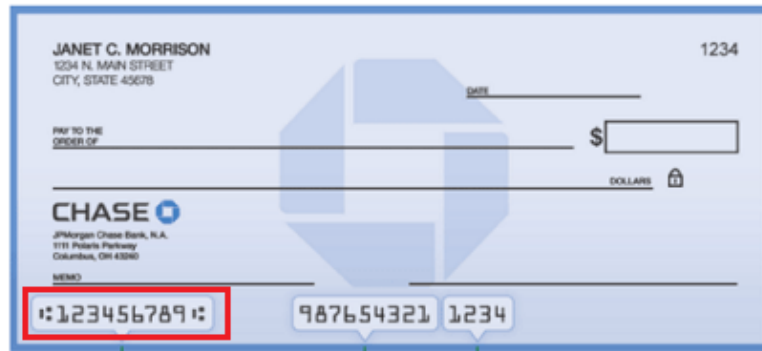 JANET C. MORRISON 1234
1234 N. MAIN STREET
CITY, STATE 45678
DATE
PAY TO THE
ORDER OF $
DOLLARS
CHASE
JPMorgan Chase Bank, N.A.
1111 Polaris Parkway
Columbus, OH 43240
MEMO
⑆123456789⑆ 987654321 1234